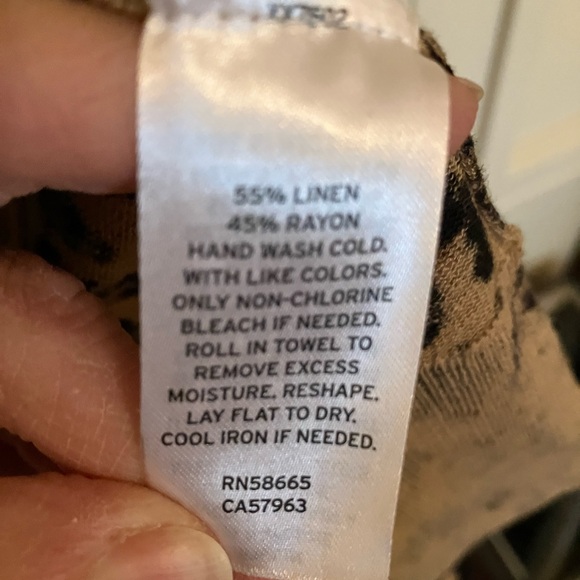 55% LINEN
45% RAYON
HAND WASH COLD.
WITH LIKE COLORS.
ONLY NON-CHLORINE
BLEACH IF NEEDED.
ROLL IN TOWEL TO
REMOVE EXCESS
MOISTURE. RESHAPE.
LAY FLAT TO DRY.
COOL IRON IF NEEDED.
RN58665
CA57963